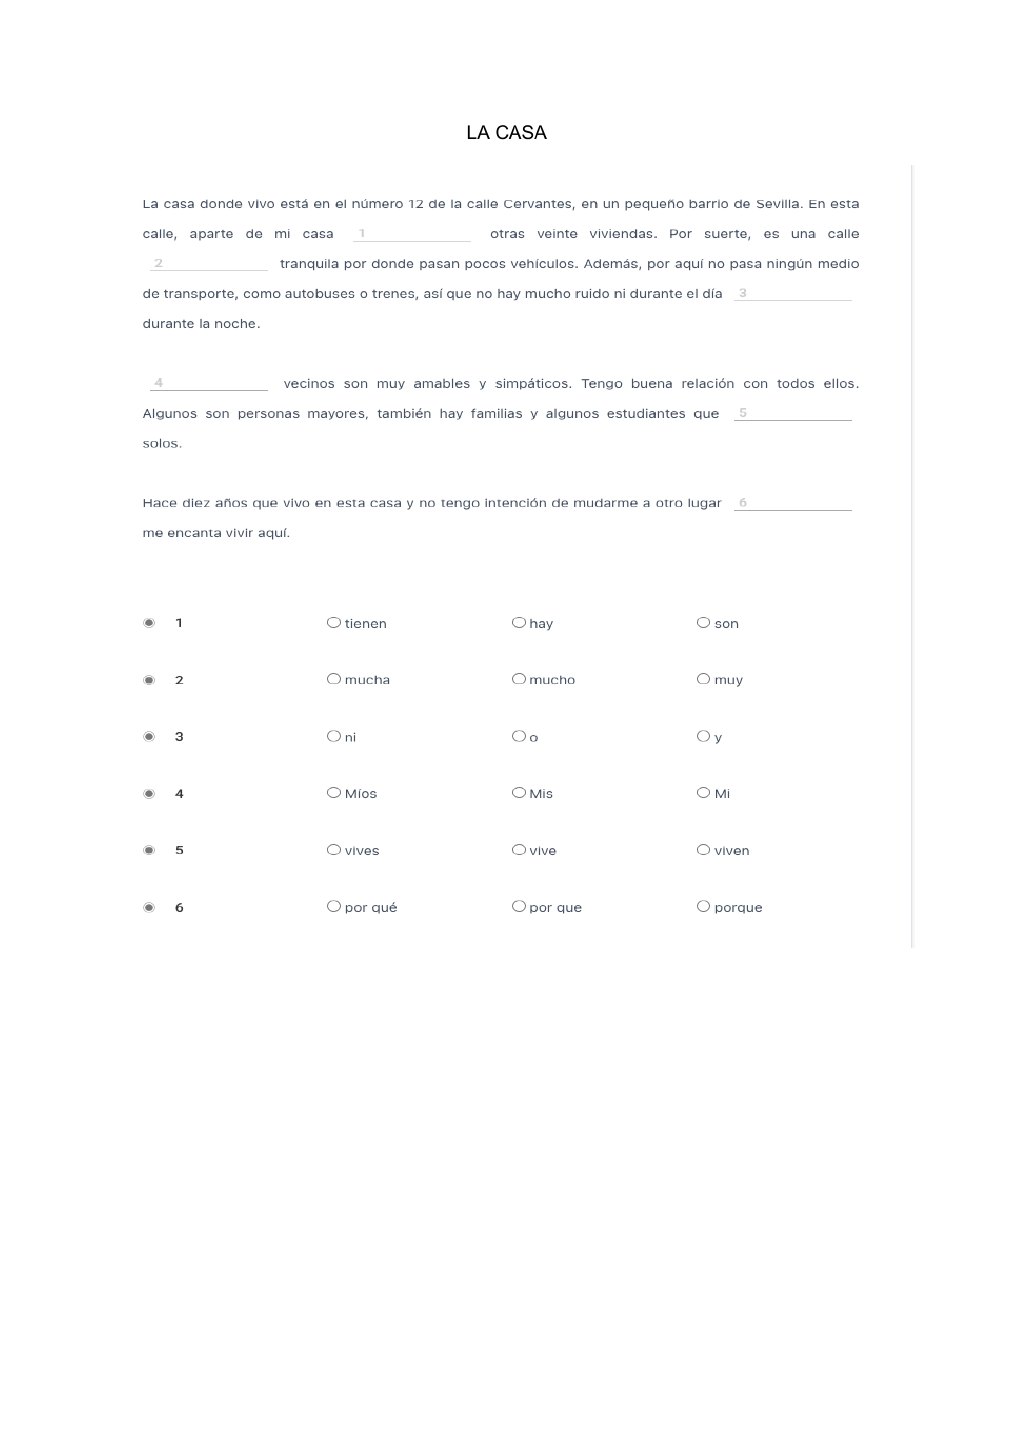 LA CASA
La casa donde vivo está en el número 12 de la calle Cervantes, en un pequeño barrio de Sevilla. En esta
calle, aparte de mi casa 1 otras veinte viviendas. Por suerte, es una calle
2 tranquila por donde pasan pocos vehículos. Además, por aquí no pasa ningún medio
de transporte, como autobuses o trenes, así que no hay mucho ruido ni durante el día 3
durante la noche.
4 vecinos son muy amables y simpáticos. Tengo buena relación con todos ellos.
Algunos son personas mayores, también hay familias y algunos estudiantes que 5
solos.
Hace diez años que vivo en esta casa y no tengo intención de mudarme a otro lugar 6
me encanta vivir aquí.
1 tienen hay son
2 mucha mucho muy
3 ni o y
4 Míos Mis Mi
5 vives vive viven
6 por qué por que porque